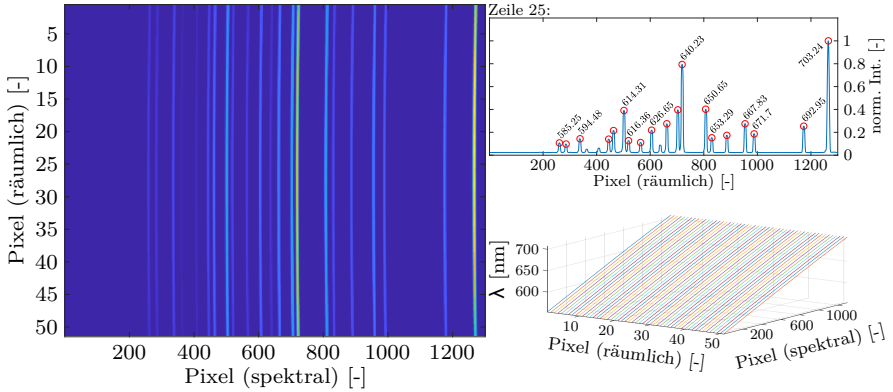 5
10
15
20
25
30
35
40
45
50
Pixel (räumlich) [-]
200 400 600 800 1000 1200
Pixel (spektral) [-]
Zeile 25:
585.25
594.48
614.31
616.36
626.65
640.23
650.65
653.29
667.83
671.7
692.95
703.24
1
0.8
0.6
0.4
0.2
0
norm. Int. [-]
200 400 600 800 1000 1200
Pixel (räumlich) [-]
700
650
600
λ [nm]
10 20 30 40 50
Pixel (räumlich) [-]
200 600 1000
Pixel (spektral) [-]